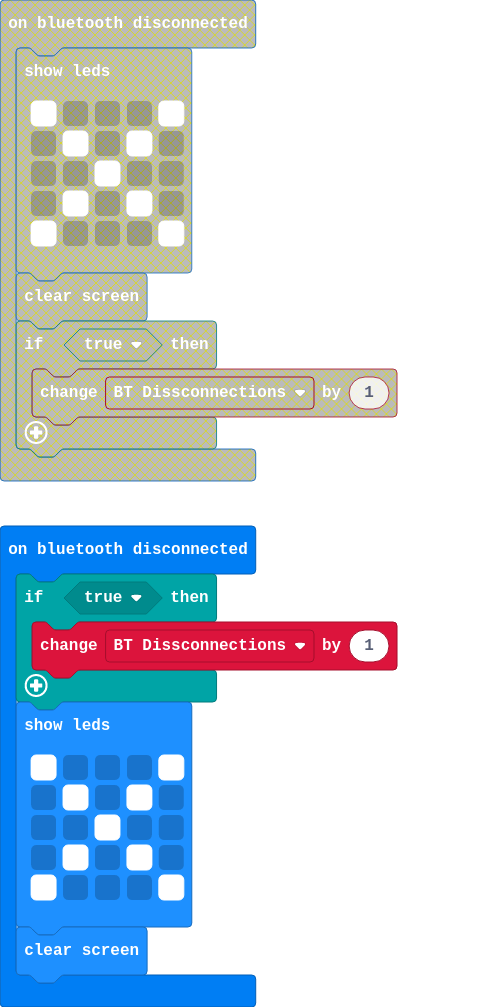 on bluetooth disconnected
show leds
clear screen
if true then
change BT Dissconnections by 1
on bluetooth disconnected
if true then
change BT Dissconnections by 1
show leds
clear screen